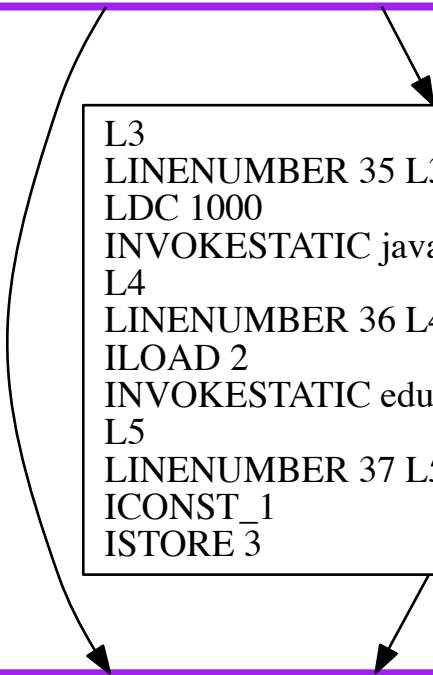 L3
LINENUMBER 35 L3
LDC 1000
INVOKESTATIC java
L4
LINENUMBER 36 L4
ILOAD 2
INVOKESTATIC edu
L5
LINENUMBER 37 L5
ICONST_1
ISTORE 3